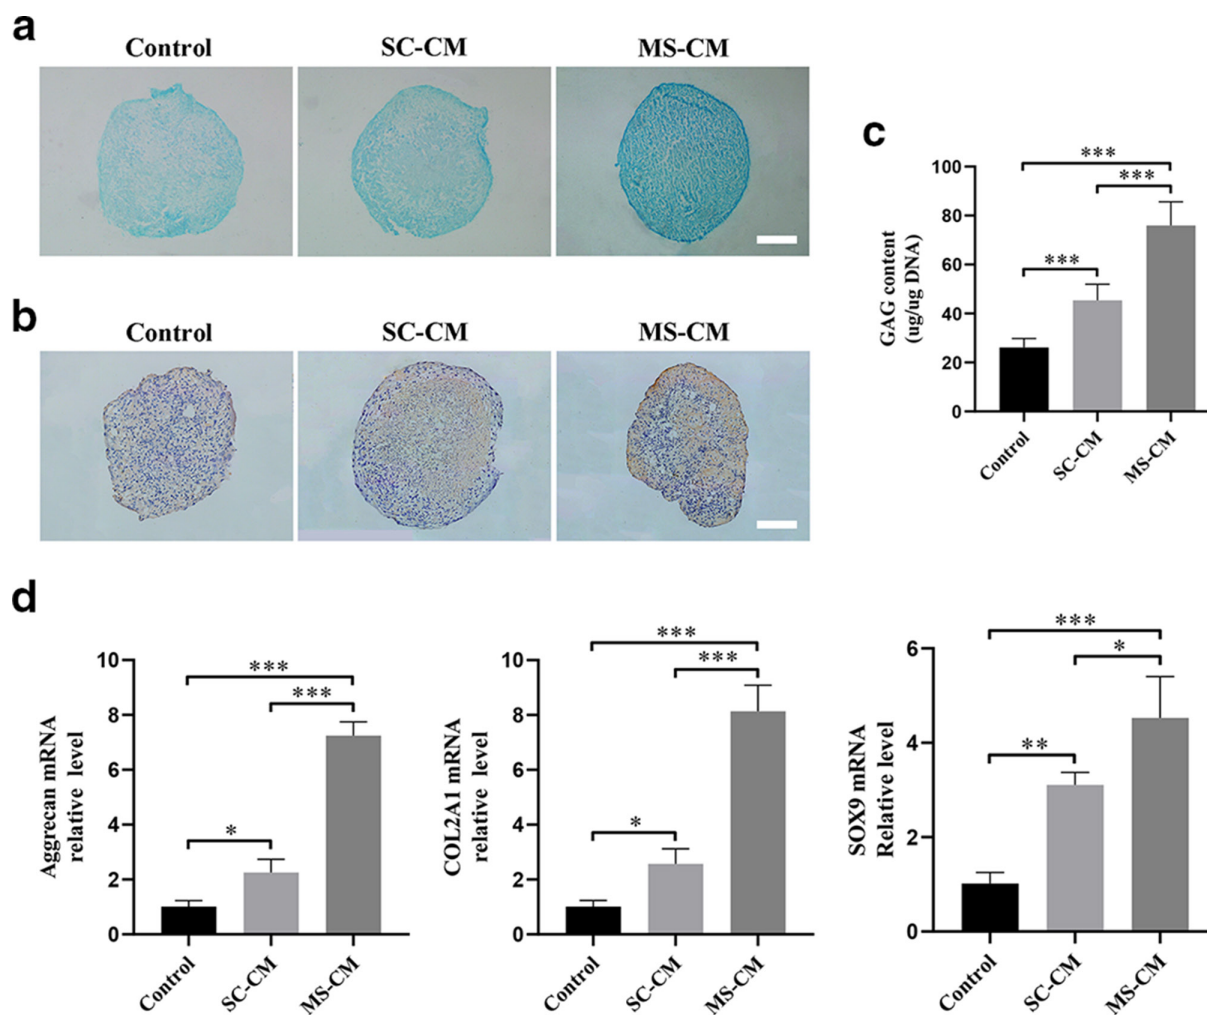 a
Control
SC-CM
MS-CM
b
Control
SC-CM
MS-CM
c
GAG content
(ug/ug DNA)
100
80
60
40
20
0
***
***
***
Control
SC-CM
MS-CM
d
Aggrecan mRNA
relative level
10
8
6
4
2
0
***
***
*
Control
SC-CM
MS-CM
COL2A1 mRNA
relative level
10
8
6
4
2
0
***
***
*
Control
SC-CM
MS-CM
SOX9 mRNA
Relative level
6
4
2
0
***
*
**
Control
SC-CM
MS-CM